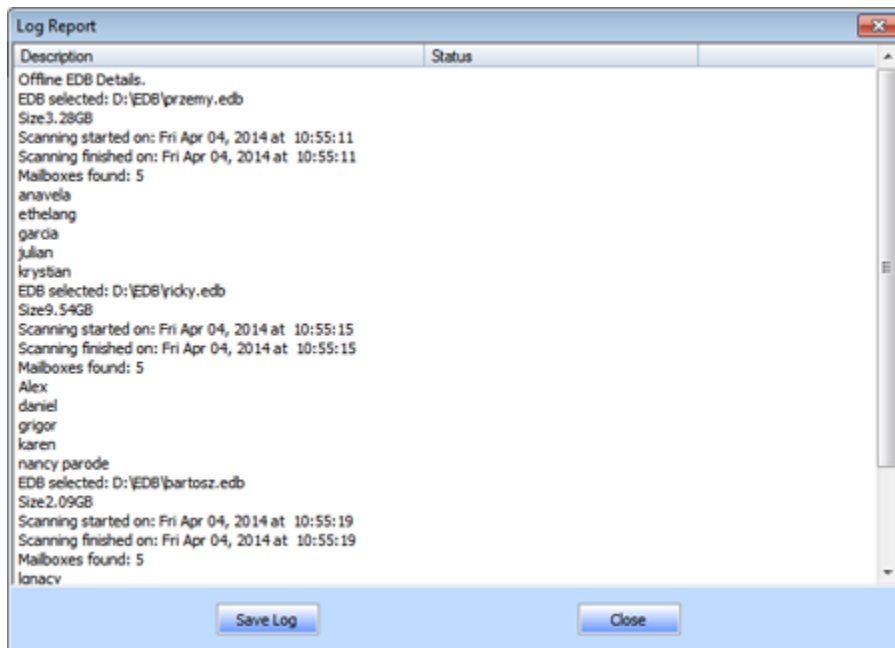 Log Report
Description Status
Offline EDB Details.
EDB selected: D:\EDB\przemy.edb
Size3.28GB
Scanning started on: Fri Apr 04, 2014 at  10:55:11
Scanning finished on: Fri Apr 04, 2014 at  10:55:11
Mailboxes found: 5
anavela
ethelang
garcia
julian
krystian
EDB selected: D:\EDB\ricky.edb
Size9.54GB
Scanning started on: Fri Apr 04, 2014 at  10:55:15
Scanning finished on: Fri Apr 04, 2014 at  10:55:15
Mailboxes found: 5
Alex
daniel
grigor
karen
nancy parode
EDB selected: D:\EDB\bartosz.edb
Size2.09GB
Scanning started on: Fri Apr 04, 2014 at  10:55:19
Scanning finished on: Fri Apr 04, 2014 at  10:55:19
Mailboxes found: 5
Ignacy
Save Log Close